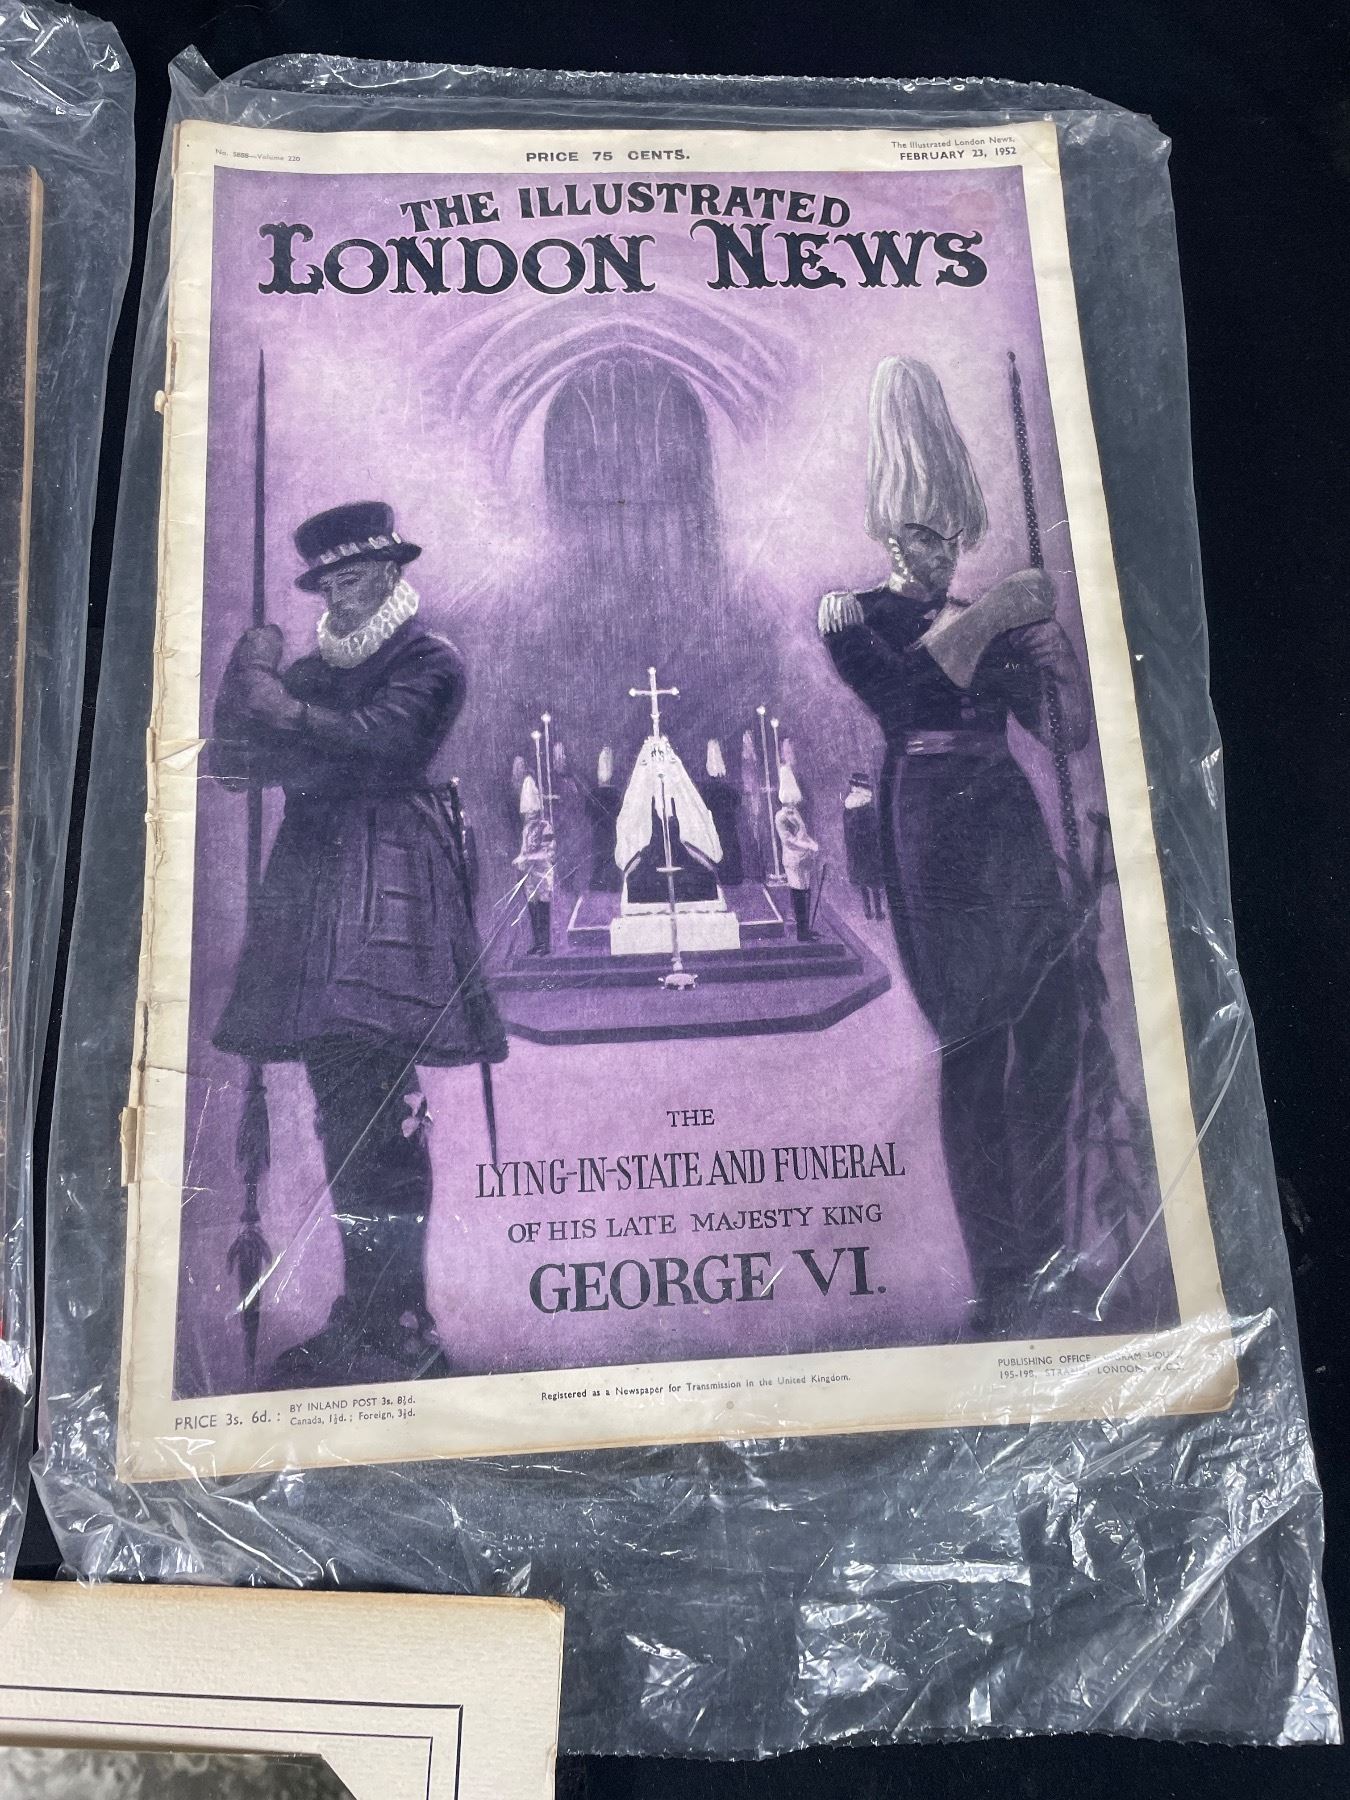 No. 5888—Volume 220
PRICE 75 CENTS.
The Illustrated London News,
FEBRUARY 23, 1952
THE ILLUSTRATED
LONDON NEWS
THE
LYING-IN-STATE AND FUNERAL
OF HIS LATE MAJESTY KING
GEORGE VI.
PRICE 3s. 6d. : BY INLAND POST 3s. 8½d.
Canada, 1½d. ; Foreign, 3½d.
Registered as a Newspaper for Transmission in the United Kingdom.
PUBLISHING OFFICE: INGRAM HOUSE,
195-198, STRAND, LONDON, W.C.2.